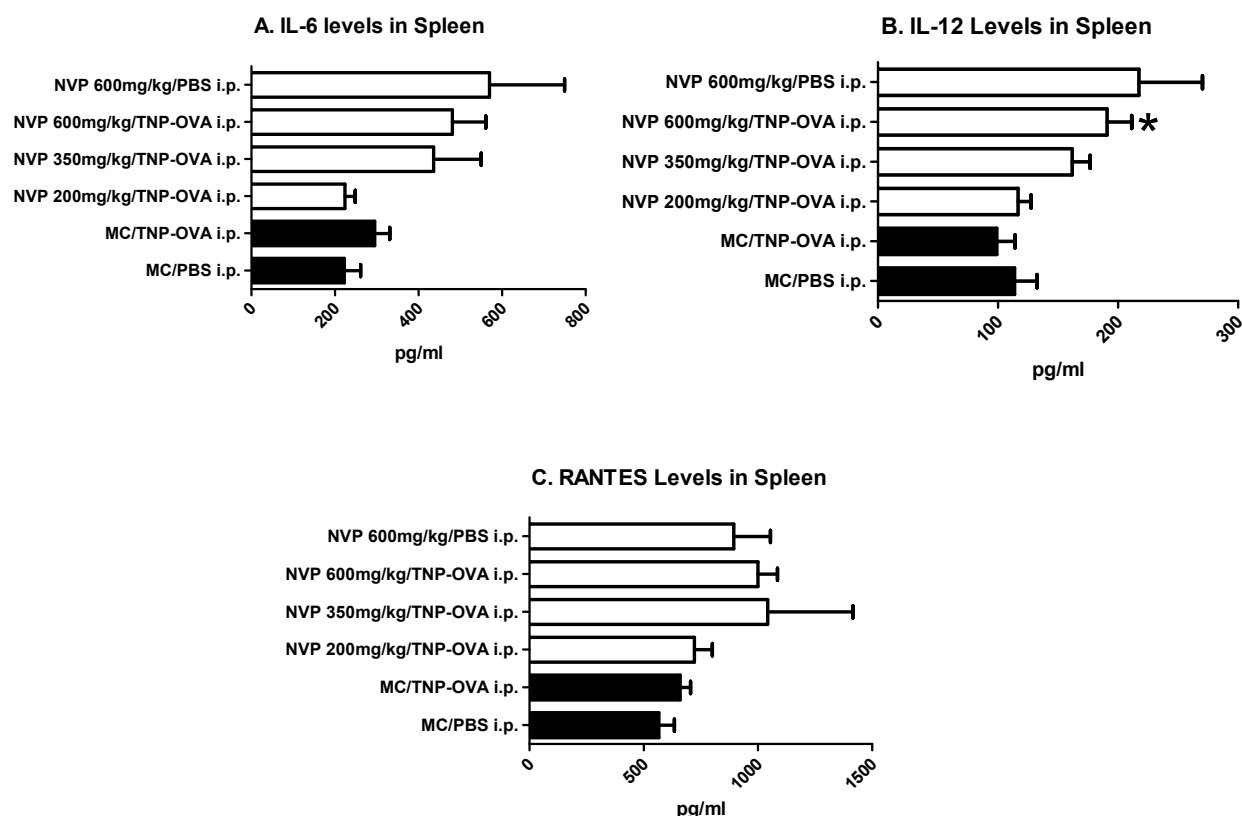 A. IL-6 levels in Spleen
NVP 600mg/kg/PBS i.p.
NVP 600mg/kg/TNP-OVA i.p.
NVP 350mg/kg/TNP-OVA i.p.
NVP 200mg/kg/TNP-OVA i.p.
MC/TNP-OVA i.p.
MC/PBS i.p.
0 200 400 600 800
pg/ml
B. IL-12 Levels in Spleen
NVP 600mg/kg/PBS i.p.
NVP 600mg/kg/TNP-OVA i.p. *
NVP 350mg/kg/TNP-OVA i.p.
NVP 200mg/kg/TNP-OVA i.p.
MC/TNP-OVA i.p.
MC/PBS i.p.
0 100 200 300
pg/ml
C. RANTES Levels in Spleen
NVP 600mg/kg/PBS i.p.
NVP 600mg/kg/TNP-OVA i.p.
NVP 350mg/kg/TNP-OVA i.p.
NVP 200mg/kg/TNP-OVA i.p.
MC/TNP-OVA i.p.
MC/PBS i.p.
0 500 1000 1500
pg/ml